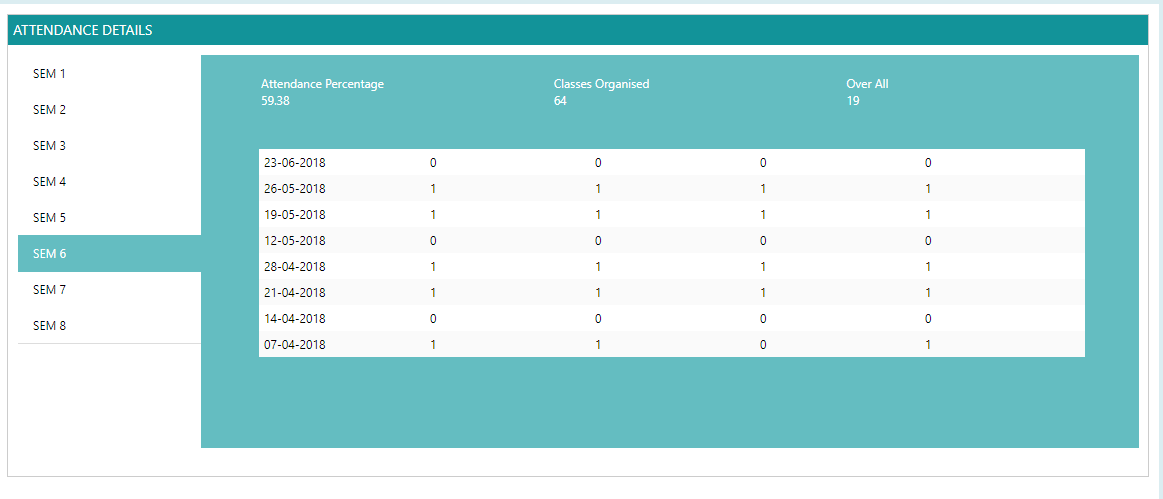 ATTENDANCE DETAILS
SEM 1
SEM 2
SEM 3
SEM 4
SEM 5
SEM 6
SEM 7
SEM 8
Attendance Percentage Classes Organised Over All
59.38 64 19
23-06-2018 0 0 0 0
26-05-2018 1 1 1 1
19-05-2018 1 1 1 1
12-05-2018 0 0 0 0
28-04-2018 1 1 1 1
21-04-2018 1 1 1 1
14-04-2018 0 0 0 0
07-04-2018 1 1 0 1